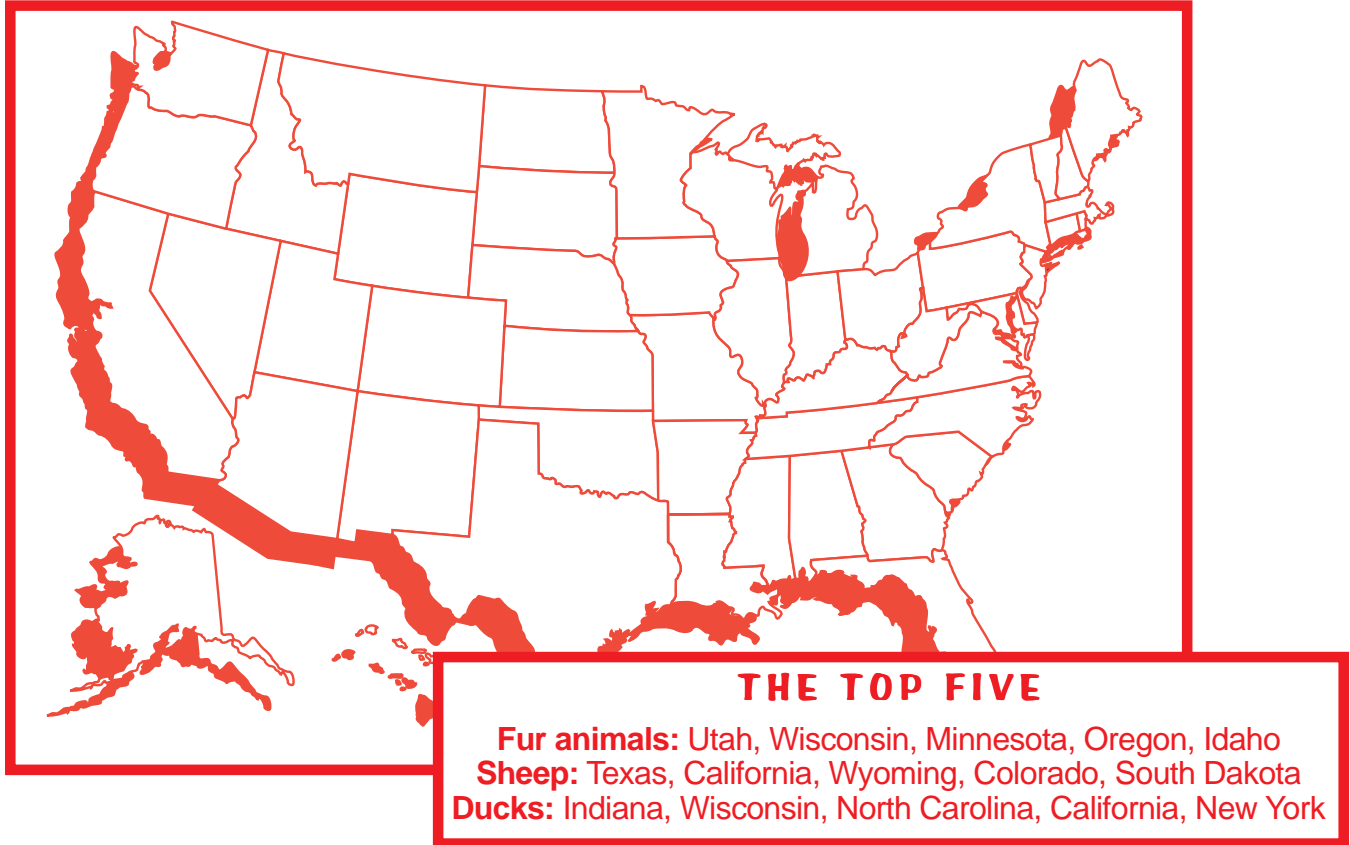 THE TOP FIVE
Fur animals: Utah, Wisconsin, Minnesota, Oregon, Idaho
Sheep: Texas, California, Wyoming, Colorado, South Dakota
Ducks: Indiana, Wisconsin, North Carolina, California, New York